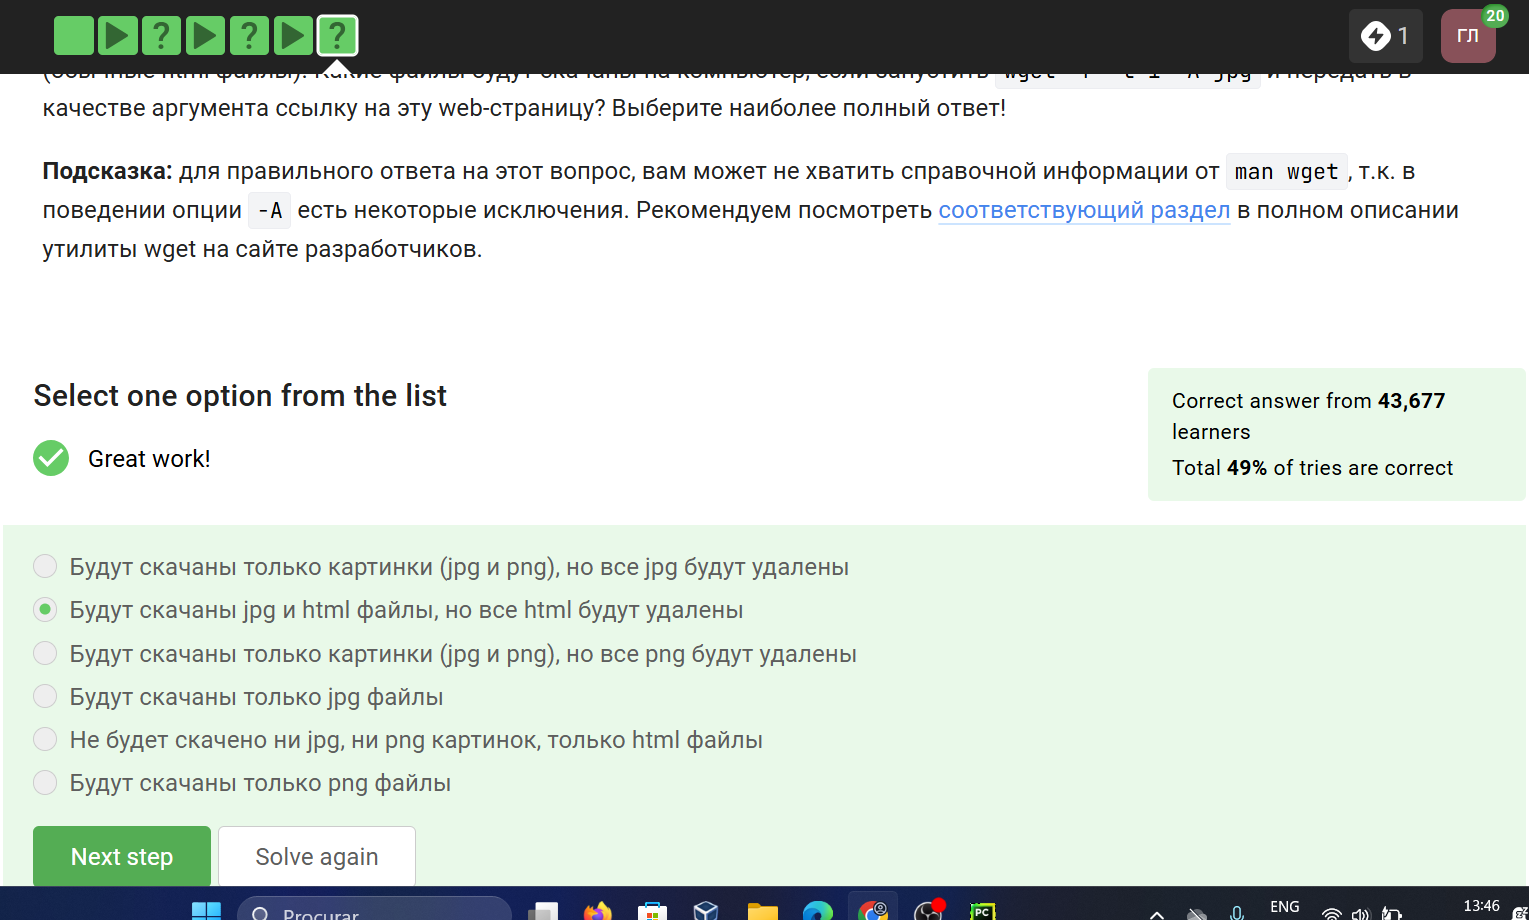 ? ? ?
1
ГЛ
20
качестве аргумента ссылку на эту web-страницу? Выберите наиболее полный ответ!
Подсказка: для правильного ответа на этот вопрос, вам может не хватить справочной информации от man wget, т.к. в
поведении опции -A есть некоторые исключения. Рекомендуем посмотреть соответствующий раздел в полном описании
утилиты wget на сайте разработчиков.
Select one option from the list
Great work!
Correct answer from 43,677
learners
Total 49% of tries are correct
Будут скачаны только картинки (jpg и png), но все jpg будут удалены
Будут скачаны jpg и html файлы, но все html будут удалены
Будут скачаны только картинки (jpg и png), но все png будут удалены
Будут скачаны только jpg файлы
Не будет скачено ни jpg, ни png картинок, только html файлы
Будут скачаны только png файлы
Next step
Solve again
Procurar
PC
ENG
13:46